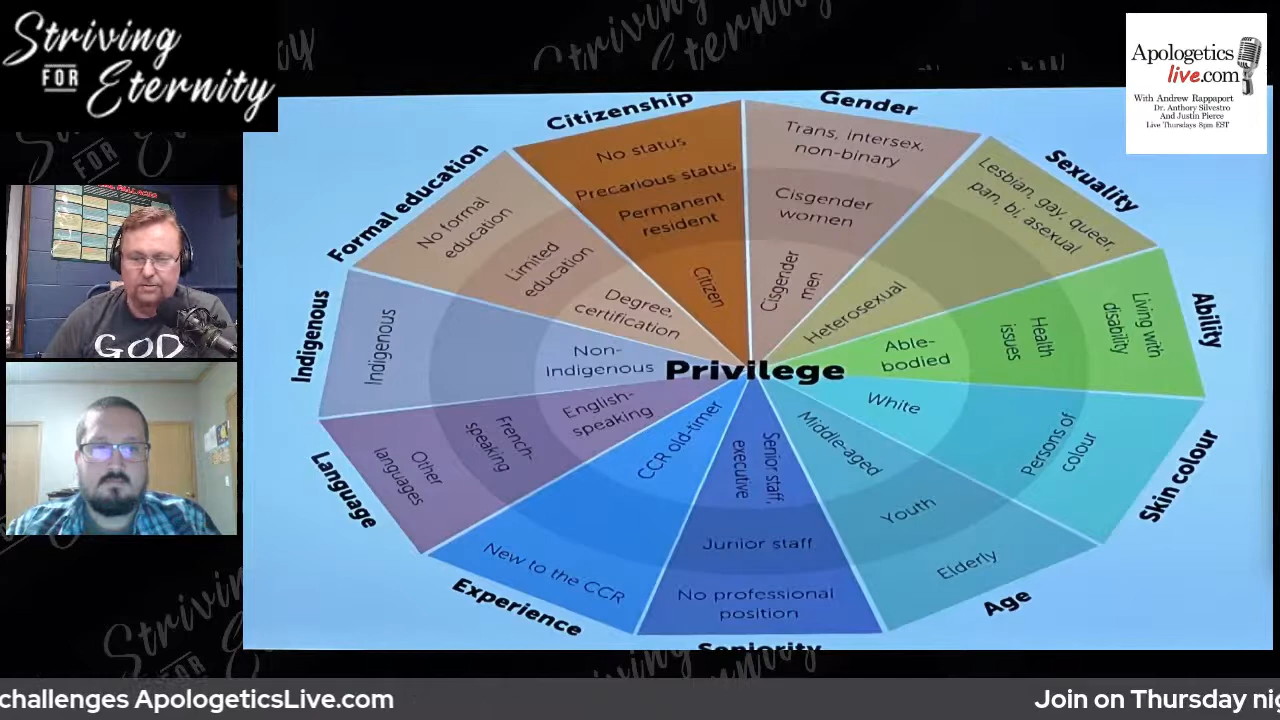 Striving
FOR
Eternity
Apologetics
live.com
With Andrew Rappaport
Dr. Anthony Silvestro
And Justin Pierce
Live Thursdays 8pm EST
GOD
Citizenship
No status
Precarious status
Permanent
resident
Citizen
Gender
Trans, intersex,
non-binary
Cisgender
women
Cisgender
men
Sexuality
Lesbian, gay, queer,
pan, bi, asexual
Heterosexual
Ability
Living with
disability
Health
issues
Able-
bodied
Skin colour
Persons of
colour
White
Age
Elderly
Youth
Middle-aged
Seniority
No professional
position
Junior staff
Senior staff,
executive
Experience
New to the CCR
CCR old-timer
Language
Other
languages
French-
speaking
English-
speaking
Indigenous
Indigenous
Non-
Indigenous
Formal education
No formal
education
Limited
education
Degree,
certification
Privilege
challenges ApologeticsLive.com
Join on Thursday nig